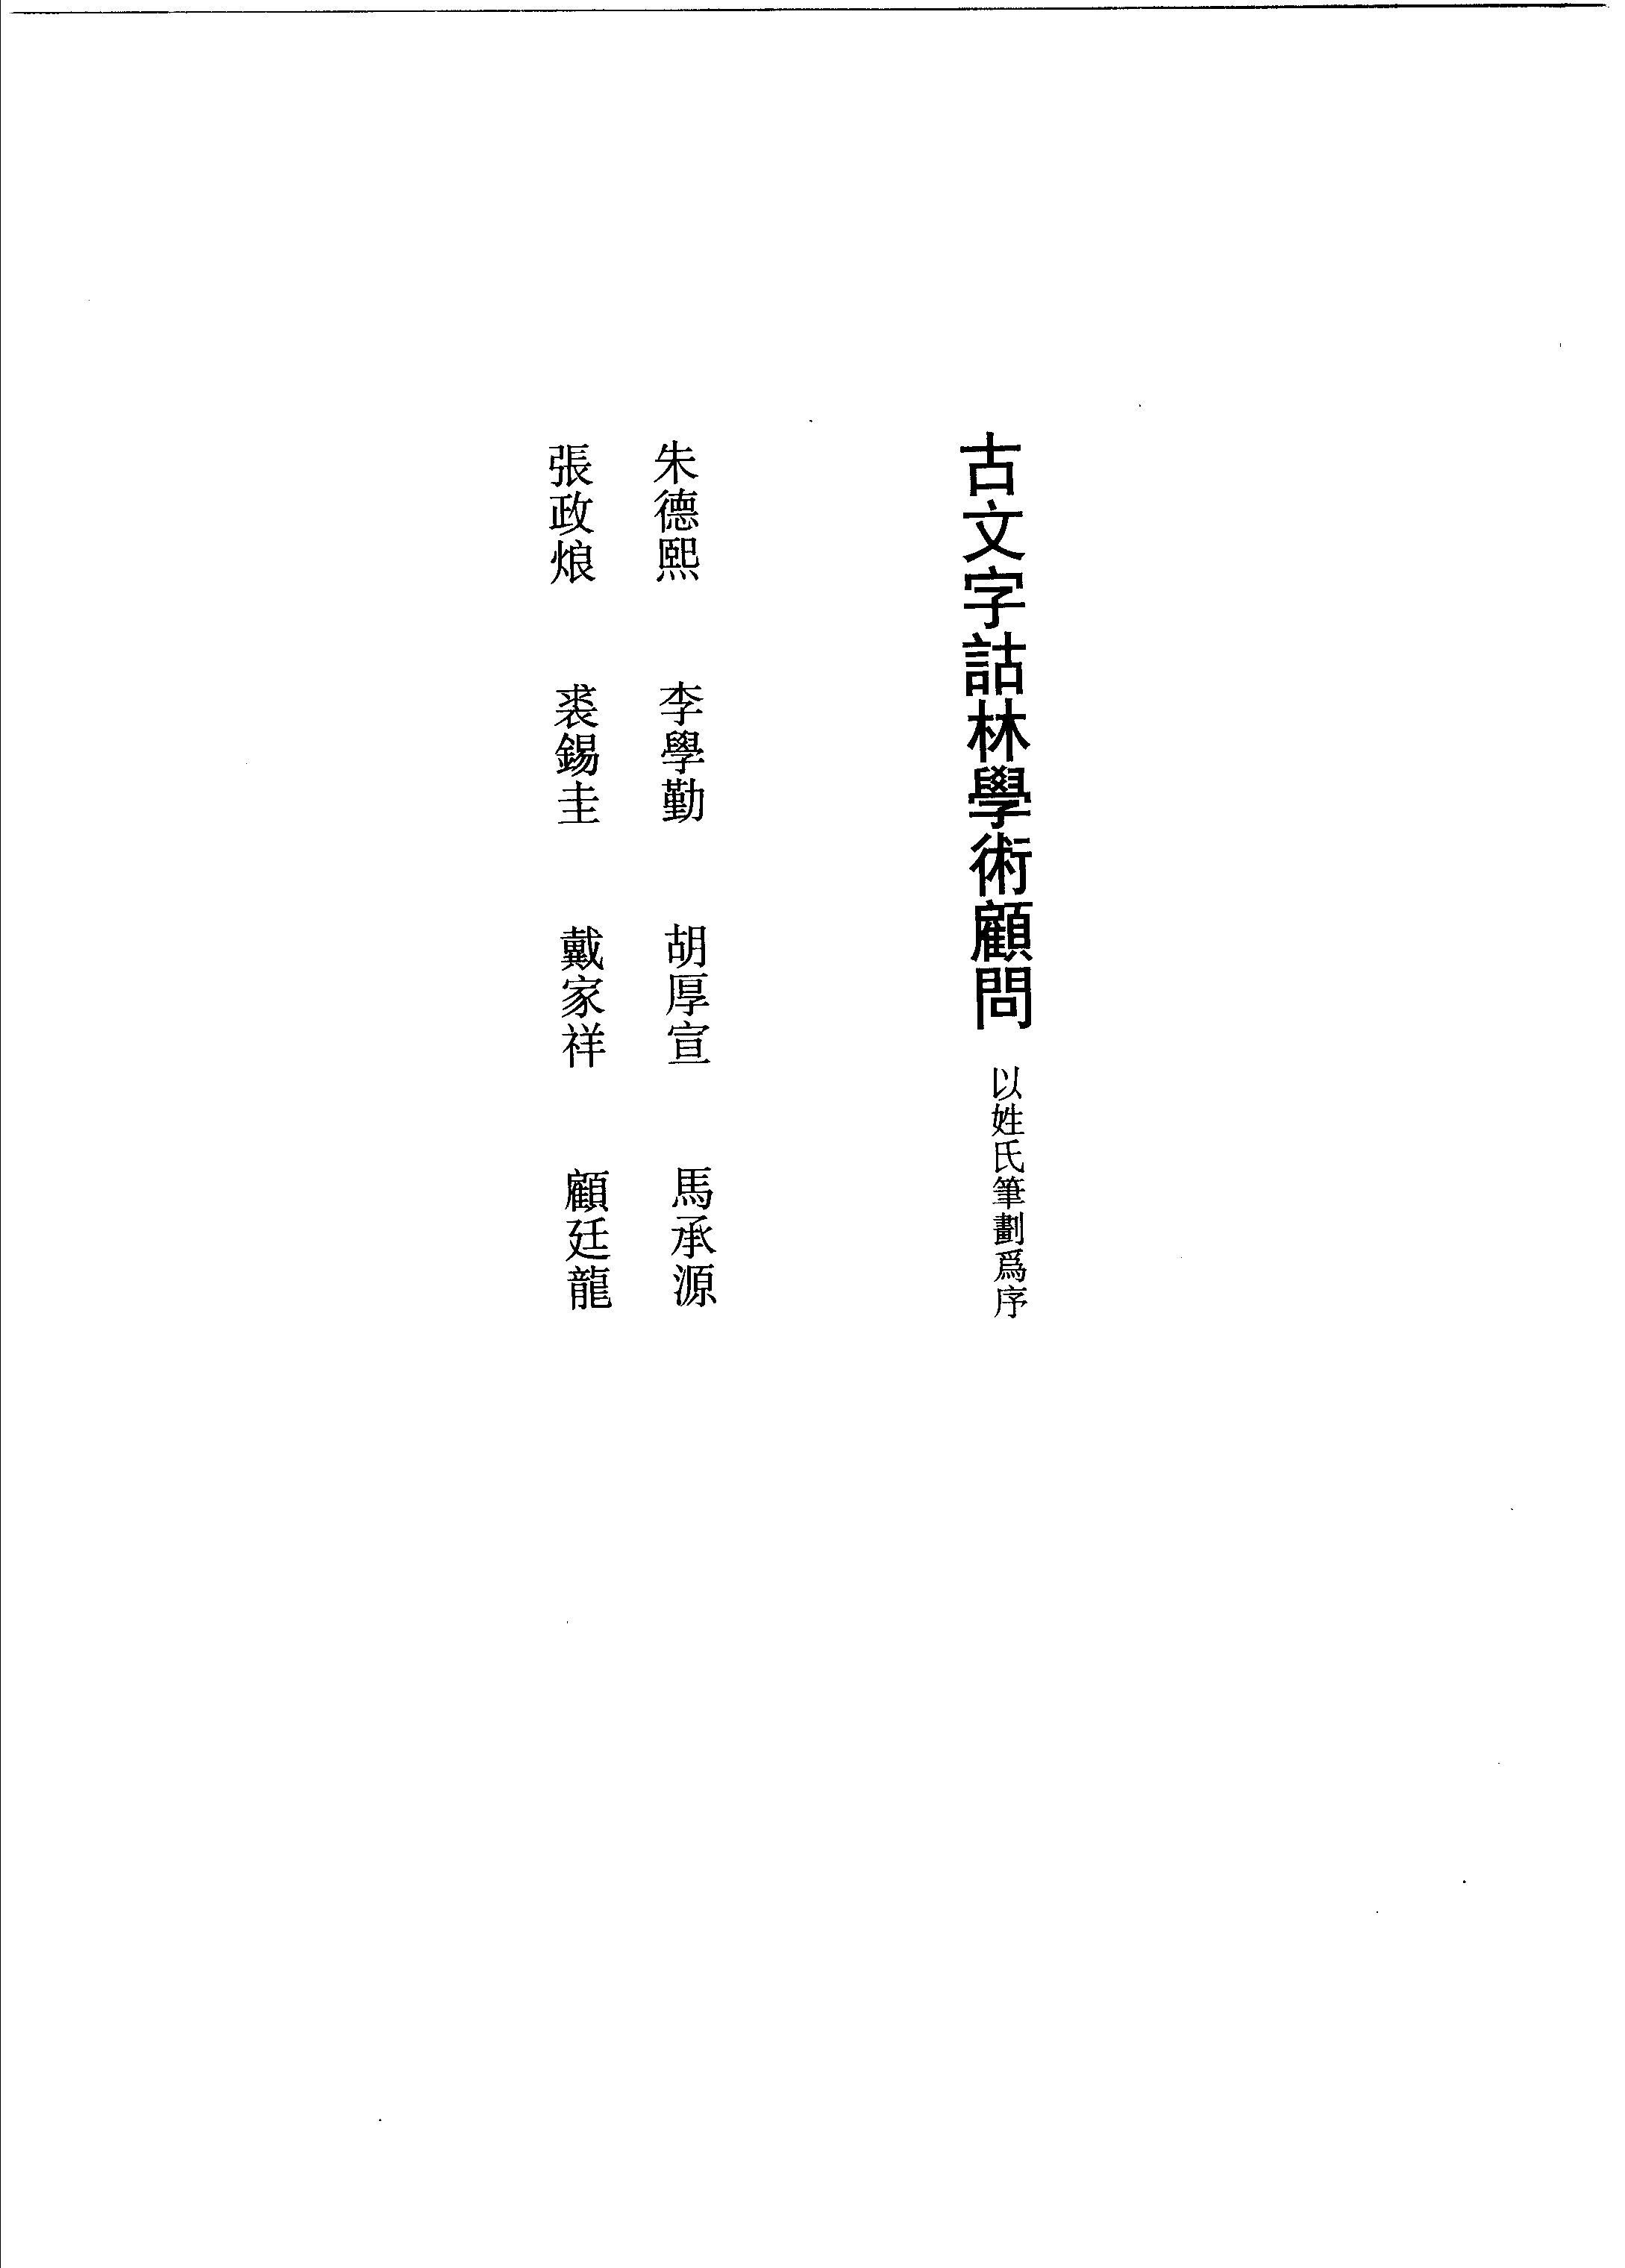 古文字詁林學術顧問 以姓氏筆劃爲序
朱德熙 李學勤 胡厚宣 馬承源
張政烺 裘錫圭 戴家祥 顧廷龍